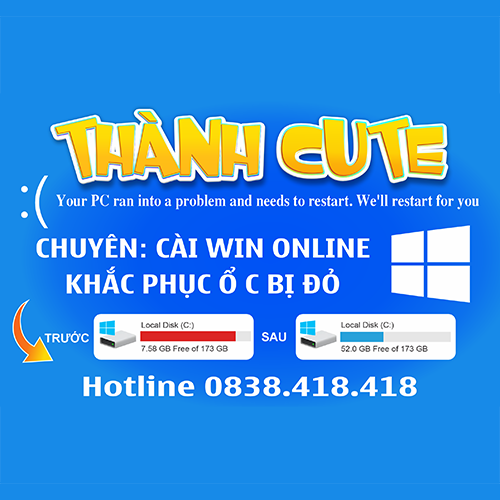 THÀNH CUTE
:( Your PC ran into a problem and needs to restart. We'll restart for you
CHUYÊN: CÀI WIN ONLINE
KHẮC PHỤC Ổ C BỊ ĐỎ
TRƯỚC
Local Disk (C:)
7.58 GB Free of 173 GB
SAU
Local Disk (C:)
52.0 GB Free of 173 GB
Hotline 0838.418.418